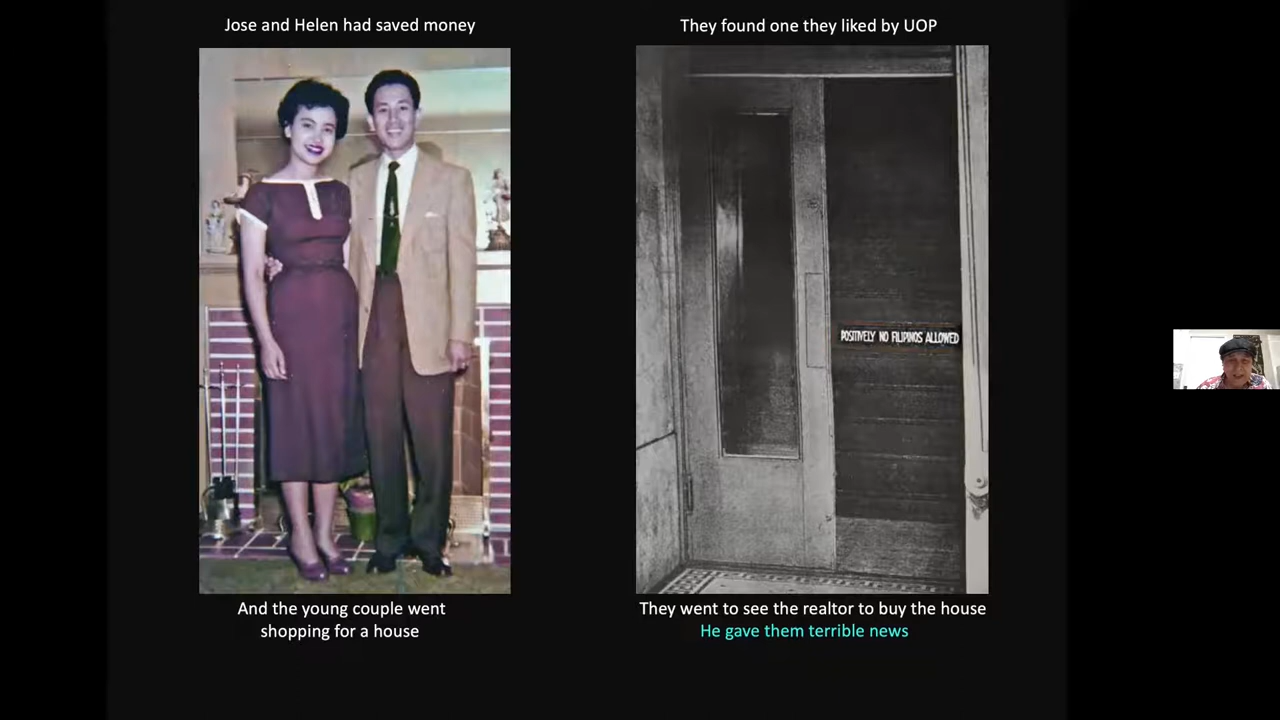 Jose and Helen had saved money
And the young couple went
shopping for a house
They found one they liked by UOP
POSITIVELY NO FILIPINOS ALLOWED
They went to see the realtor to buy the house
He gave them terrible news